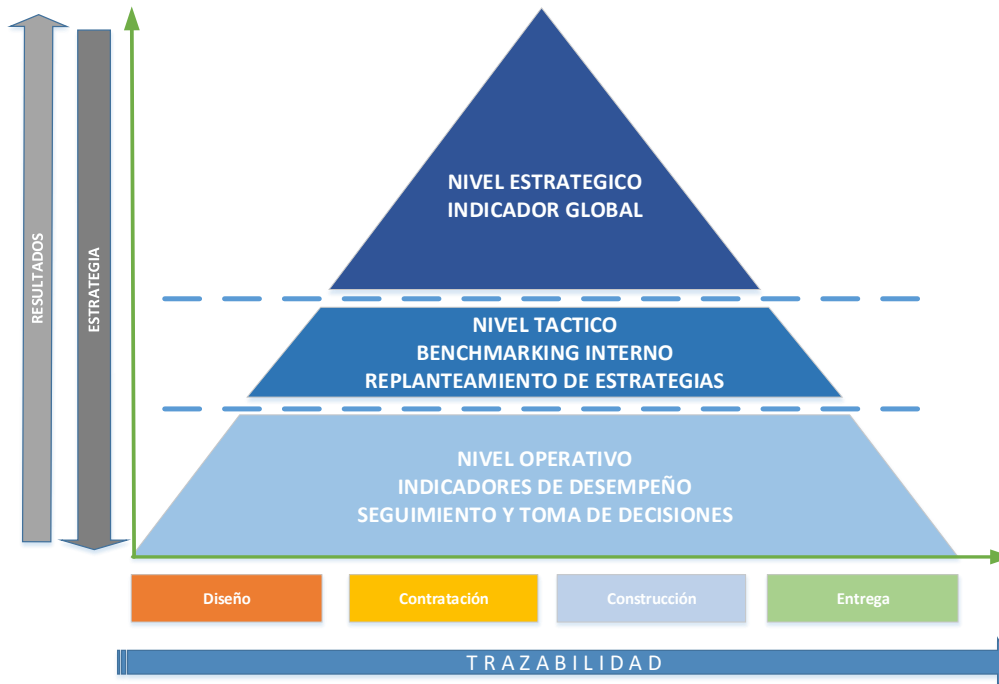 RESULTADOS
ESTRATEGIA
NIVEL ESTRATEGICO
INDICADOR GLOBAL
NIVEL TACTICO
BENCHMARKING INTERNO
REPLANTEAMIENTO DE ESTRATEGIAS
NIVEL OPERATIVO
INDICADORES DE DESEMPEÑO
SEGUIMIENTO Y TOMA DE DECISIONES
Diseño
Contratación
Construcción
Entrega
TRAZABILIDAD